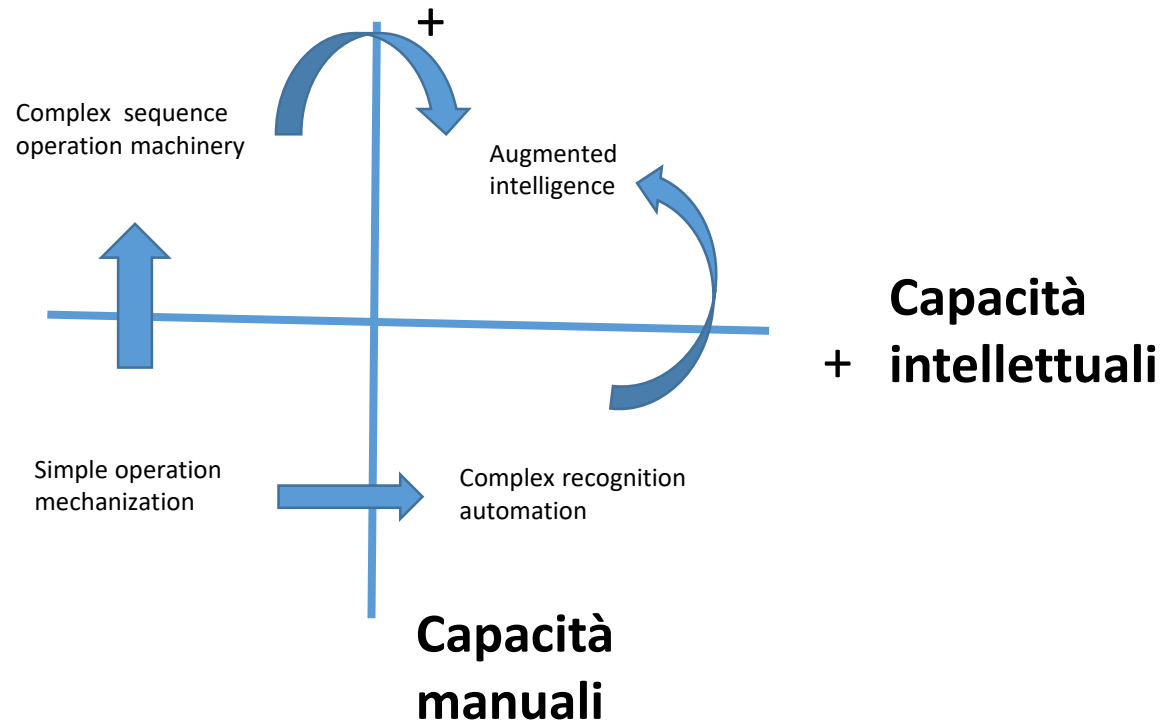 +
Complex sequence
operation machinery
Augmented
intelligence
Capacità
+ intellettuali
Simple operation
mechanization
Complex recognition
automation
Capacità
manuali